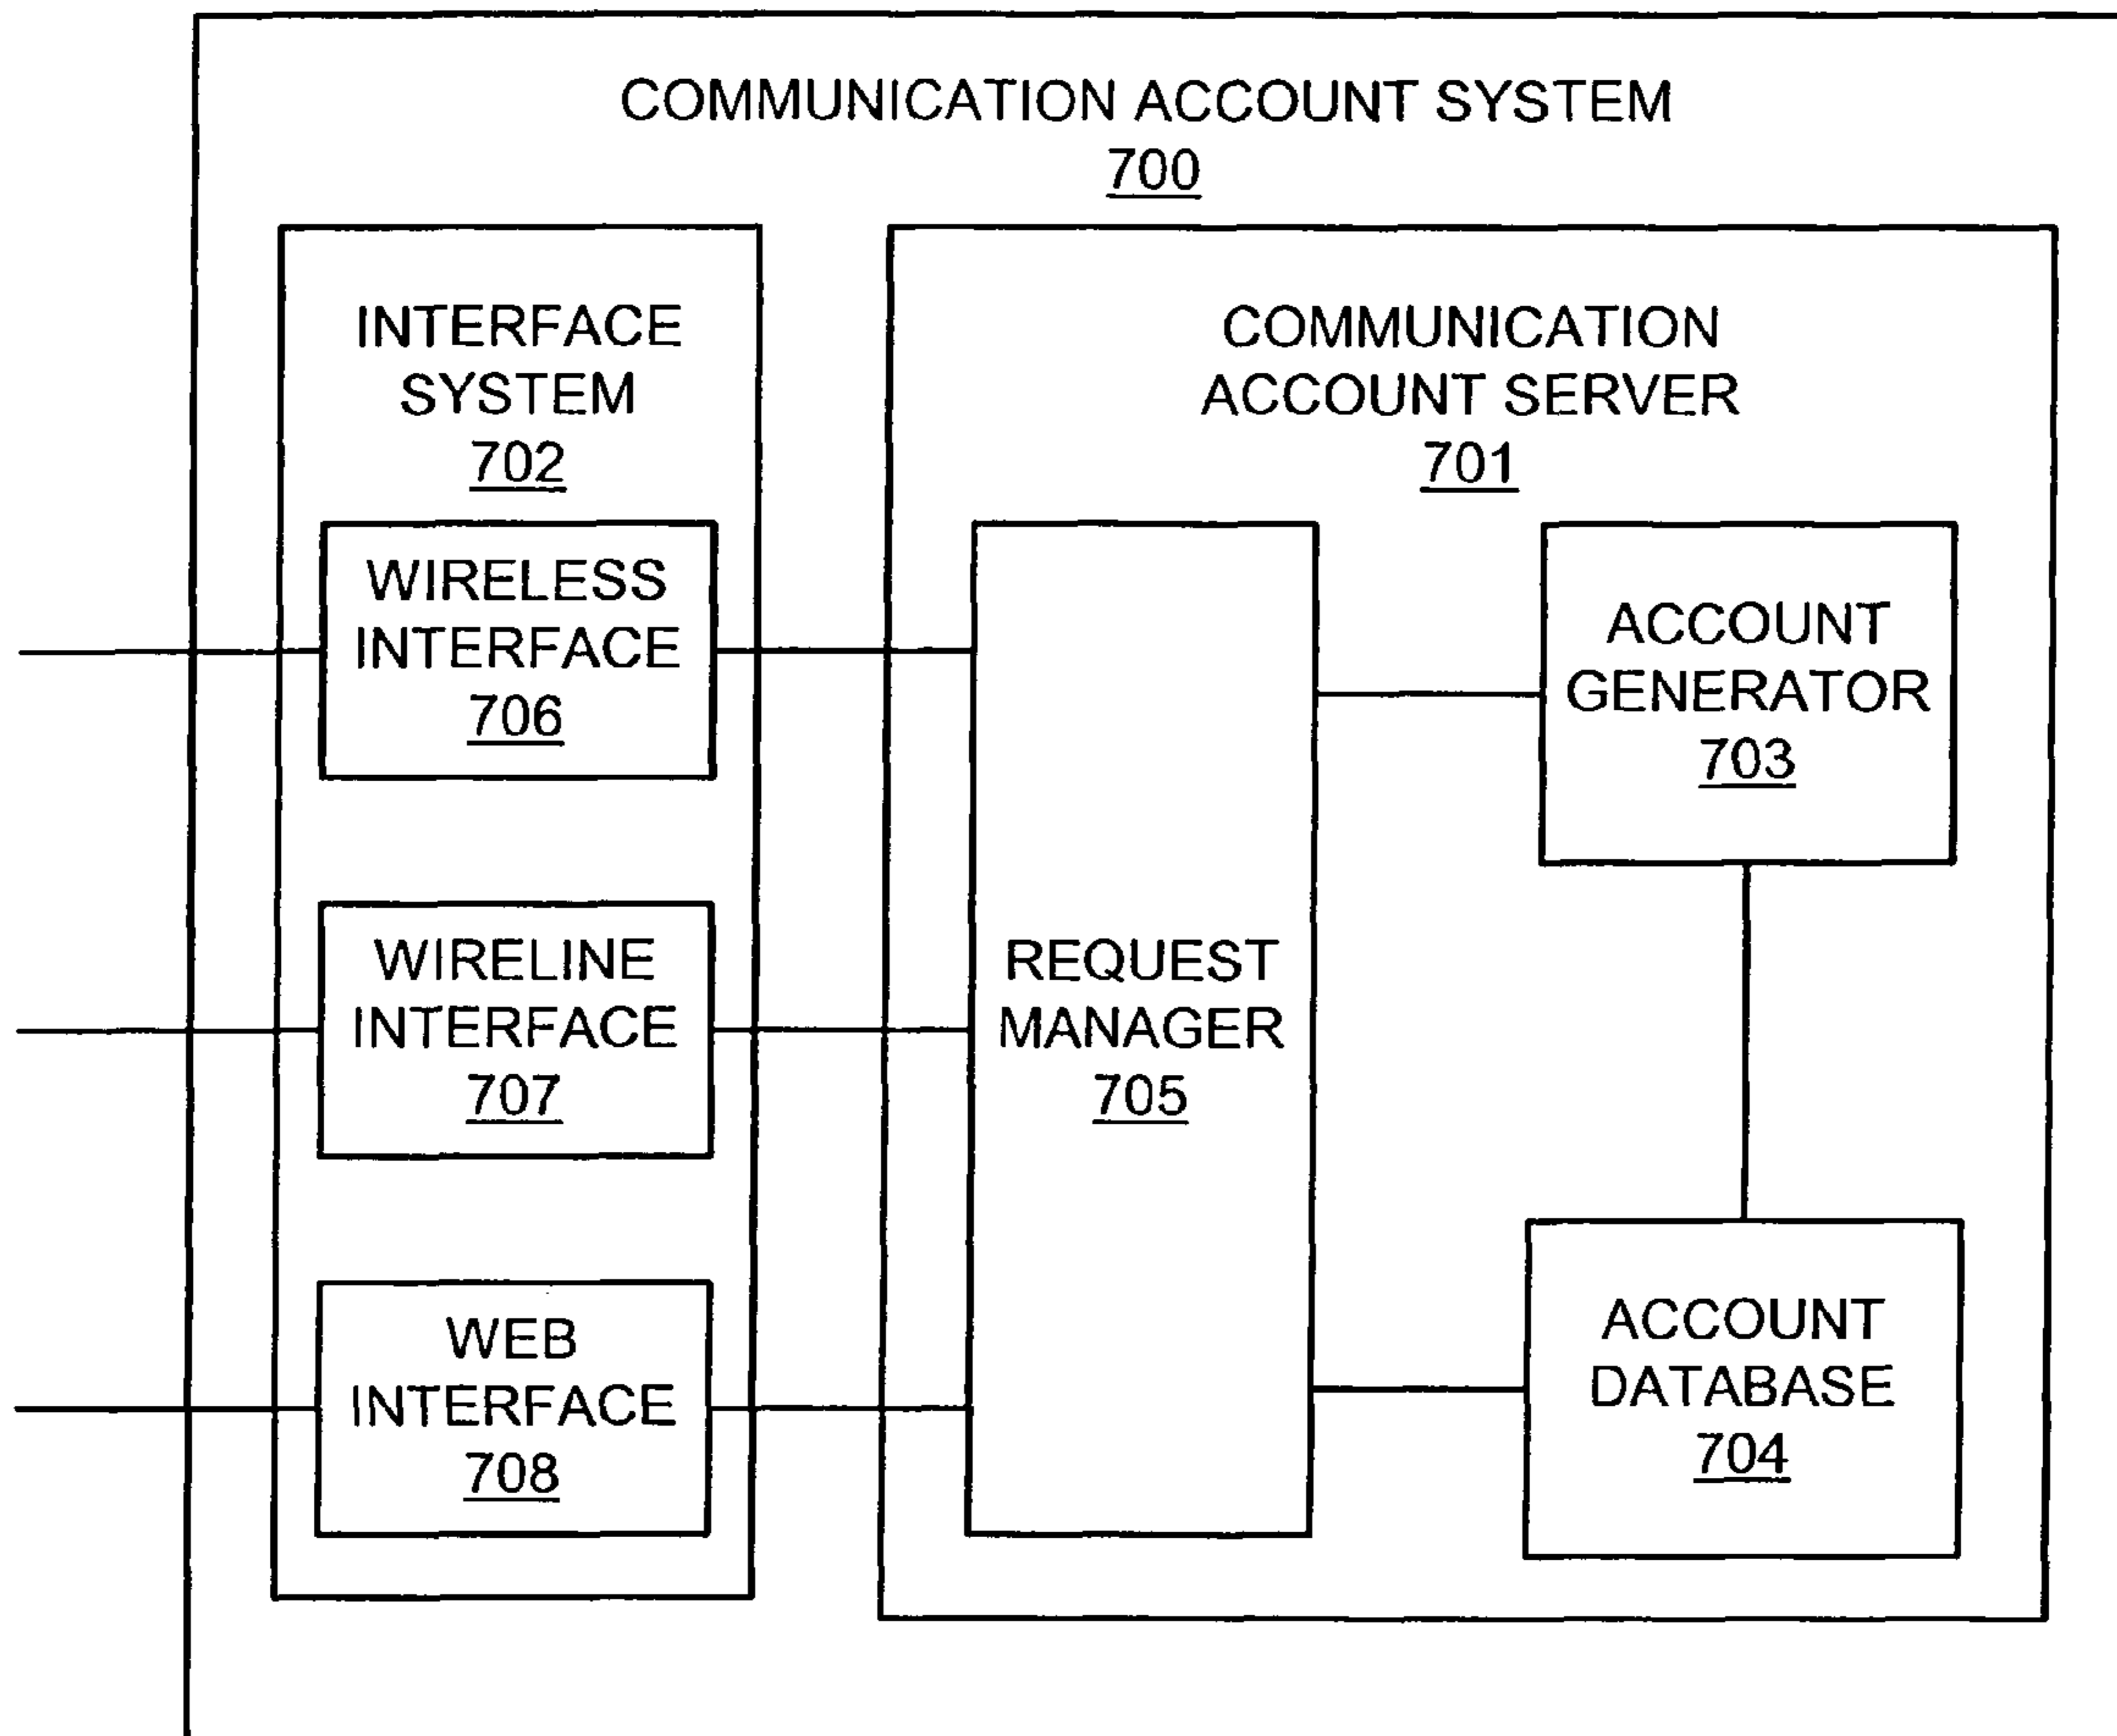 COMMUNICATION ACCOUNT SYSTEM
700
INTERFACE
SYSTEM
702
WIRELESS
INTERFACE
706
WIRELINE
INTERFACE
707
WEB
INTERFACE
708
COMMUNICATION
ACCOUNT SERVER
701
REQUEST
MANAGER
705
ACCOUNT
GENERATOR
703
ACCOUNT
DATABASE
704